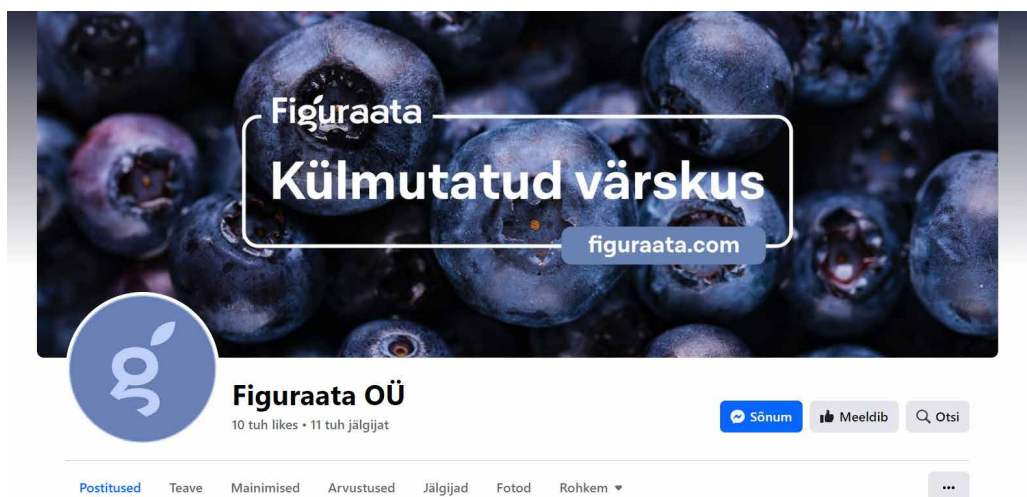 Figuraata
Külmutatud värskus
figuraata.com
g
Figuraata OÜ
10 tuh likes • 11 tuh jälgijat
Sõnum
Meeldib
Otsi
Postitused Teave Mainimised Arvustused Jälgijad Fotod Rohkem